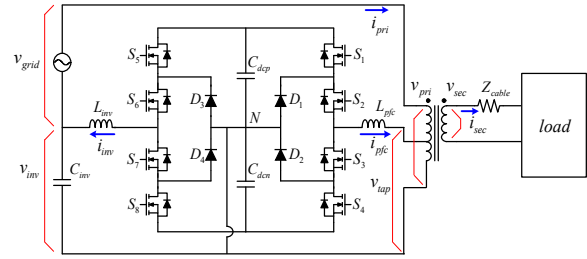 i_pri
S_5
C_dcp
S_1
v_grid
v_pri
v_sec
Z_cable
L_inv
S_6
D_3
D_1
S_2
N
L_pfc
i_sec
load
i_inv
D_4
D_2
i_pfc
S_7
S_3
v_inv
C_inv
C_dcn
v_tap
S_8
S_4